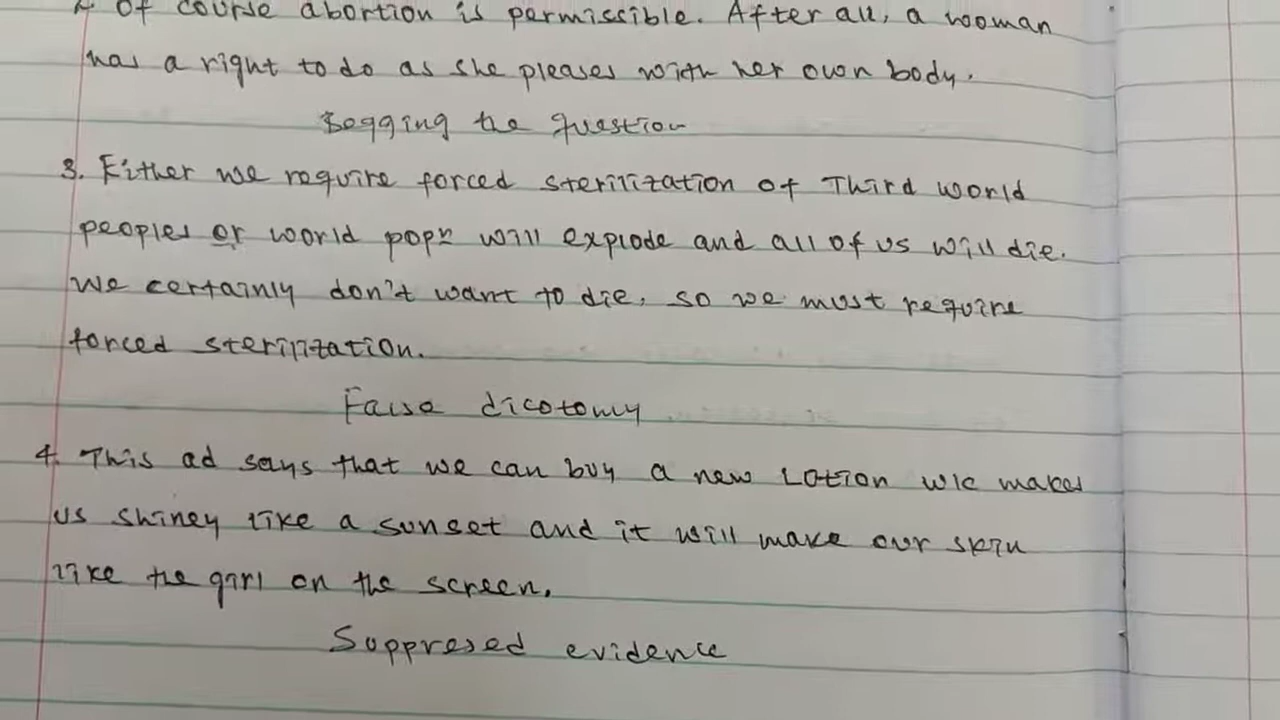 2. Of course abortion is permissible. After all, a woman
has a right to do as she pleases with her own body.
Begging the question
3. Either we require forced sterilization of Third world
peoples or world popn will explode and all of us will die.
We certainly don't want to die, so we must require
forced sterilization.
False dicotomy
4. This ad says that we can buy a new Lotion wlc makes
us shiney like a sunset and it will make our skin
like the girl on the screen.
Suppresed evidence